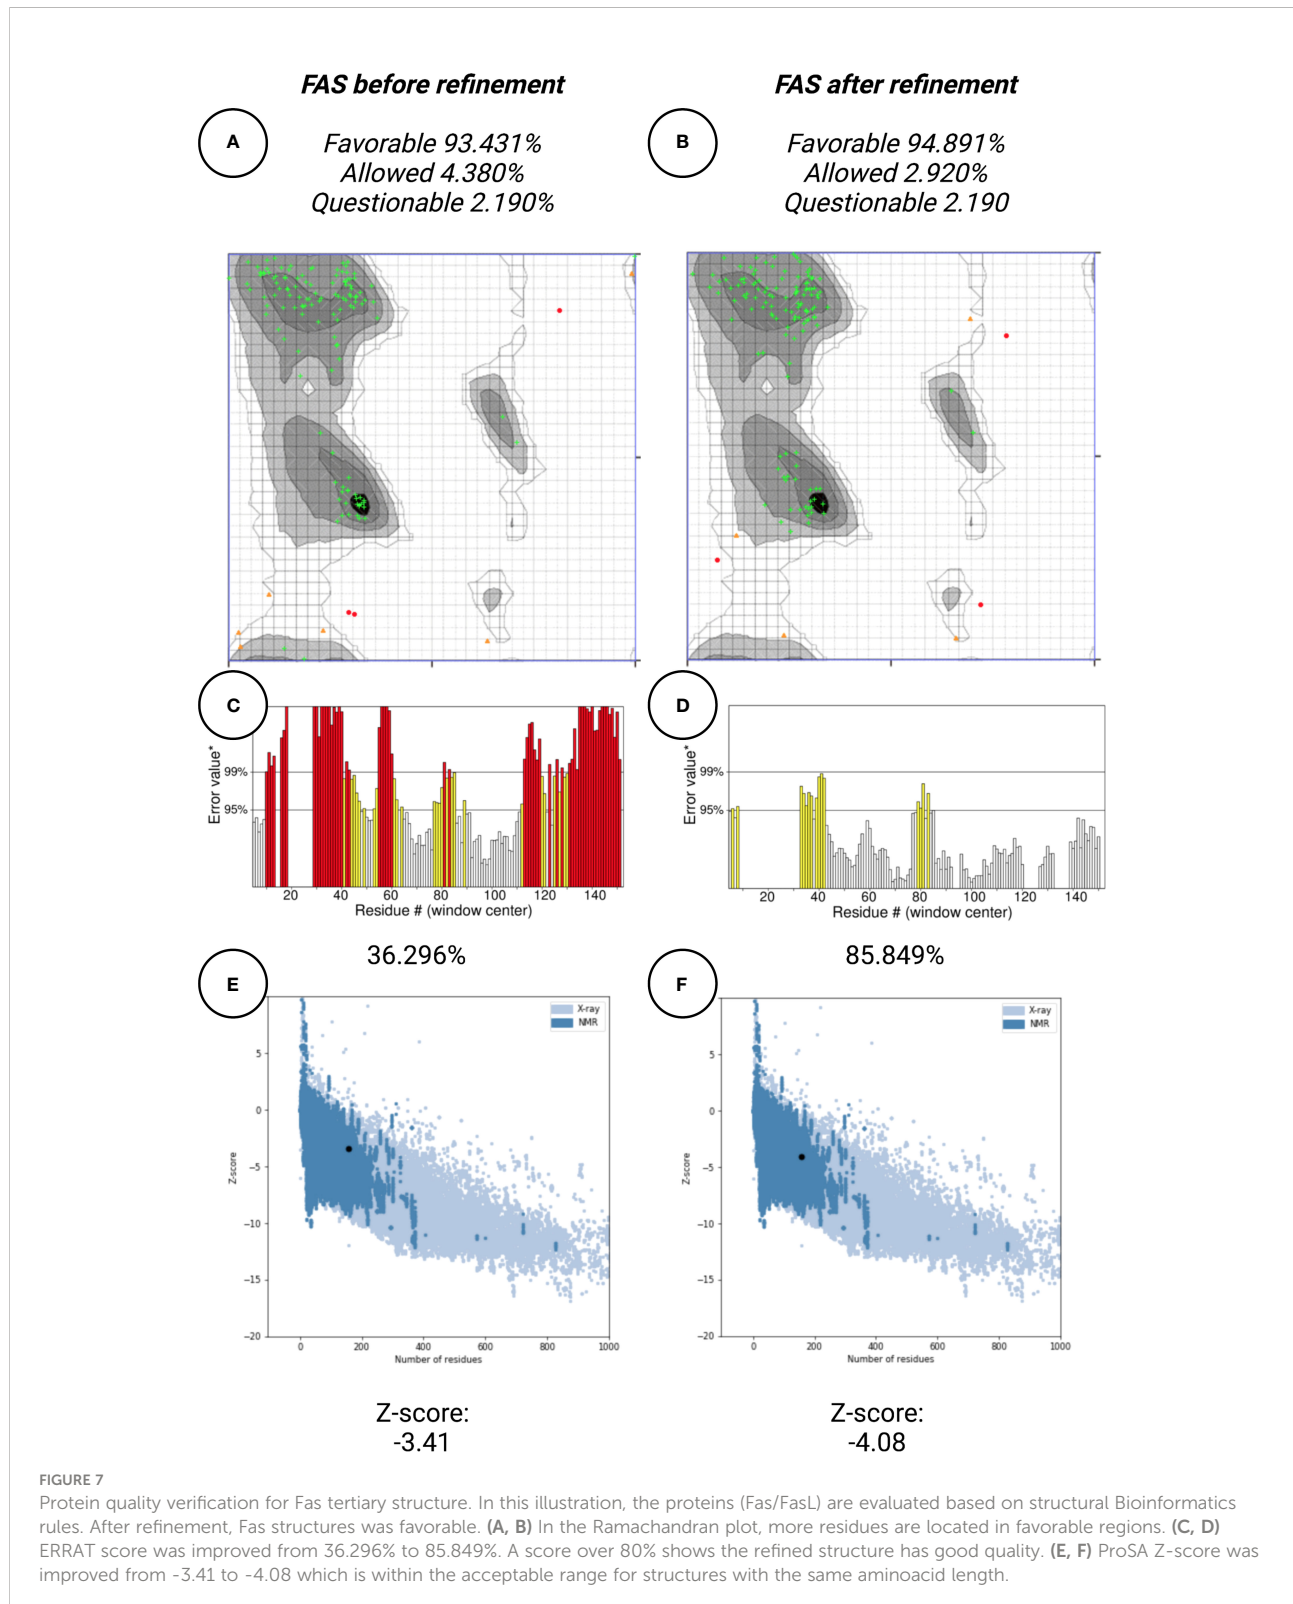 FAS before refinement
FAS after refinement
A
Favorable 93.431%
Allowed 4.380%
Questionable 2.190%
B
Favorable 94.891%
Allowed 2.920%
Questionable 2.190
C
Error value*
99%
95%
20 40 60 80 100 120 140
Residue # (window center)
36.296%
D
Error value*
99%
95%
20 40 60 80 100 120 140
Residue # (window center)
85.849%
E
X-ray
NMR
Z-score
5
0
−5
−10
−15
−20
0 200 400 600 800 1000
Number of residues
Z-score:
-3.41
F
X-ray
NMR
Z-score
5
0
−5
−10
−15
−20
0 200 400 600 800 1000
Number of residues
Z-score:
-4.08
FIGURE 7
Protein quality verification for Fas tertiary structure. In this illustration, the proteins (Fas/FasL) are evaluated based on structural Bioinformatics
rules. After refinement, Fas structures was favorable. (A, B) In the Ramachandran plot, more residues are located in favorable regions. (C, D)
ERRAT score was improved from 36.296% to 85.849%. A score over 80% shows the refined structure has good quality. (E, F) ProSA Z-score was
improved from -3.41 to -4.08 which is within the acceptable range for structures with the same aminoacid length.